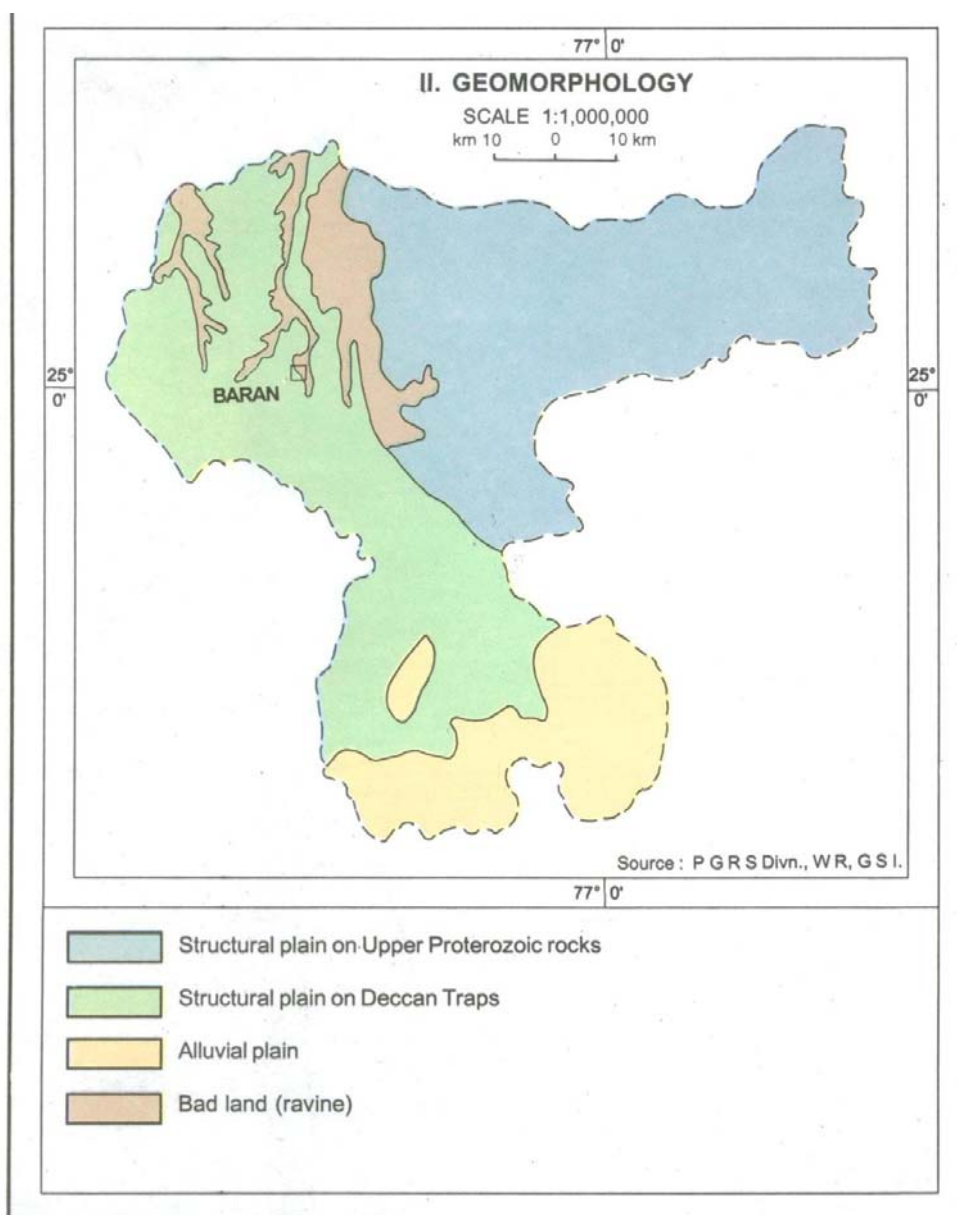 77° 0'
II. GEOMORPHOLOGY
SCALE 1:1,000,000
km 10 0 10 km
25° 0'
25° 0'
BARAN
Source : P G R S Divn., W R, G S I.
77° 0'
Structural plain on Upper Proterozoic rocks
Structural plain on Deccan Traps
Alluvial plain
Bad land (ravine)